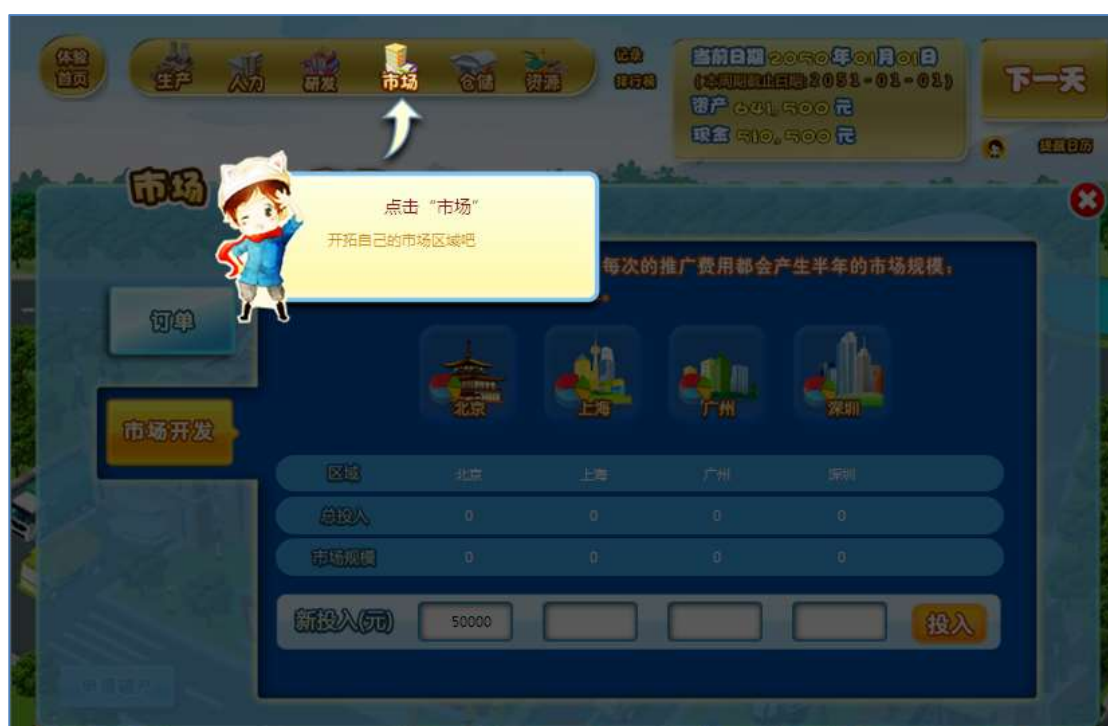 体验
首页
生产
人力
研发
市场
仓储
资源
记录
排行榜
当前日期 2050年01月01日
(本周期截止日期:2051-01-01)
资产 641,500 元
现金 510,500 元
下一天
提醒日历
市场
点击“市场”
开拓自己的市场区域吧
每次的推广费用都会产生半年的市场规模;
订单
市场开发
北京
上海
广州
深圳
区域 北京 上海 广州 深圳
总投入 0 0 0 0
市场规模 0 0 0 0
新投入(元) 50000
投入